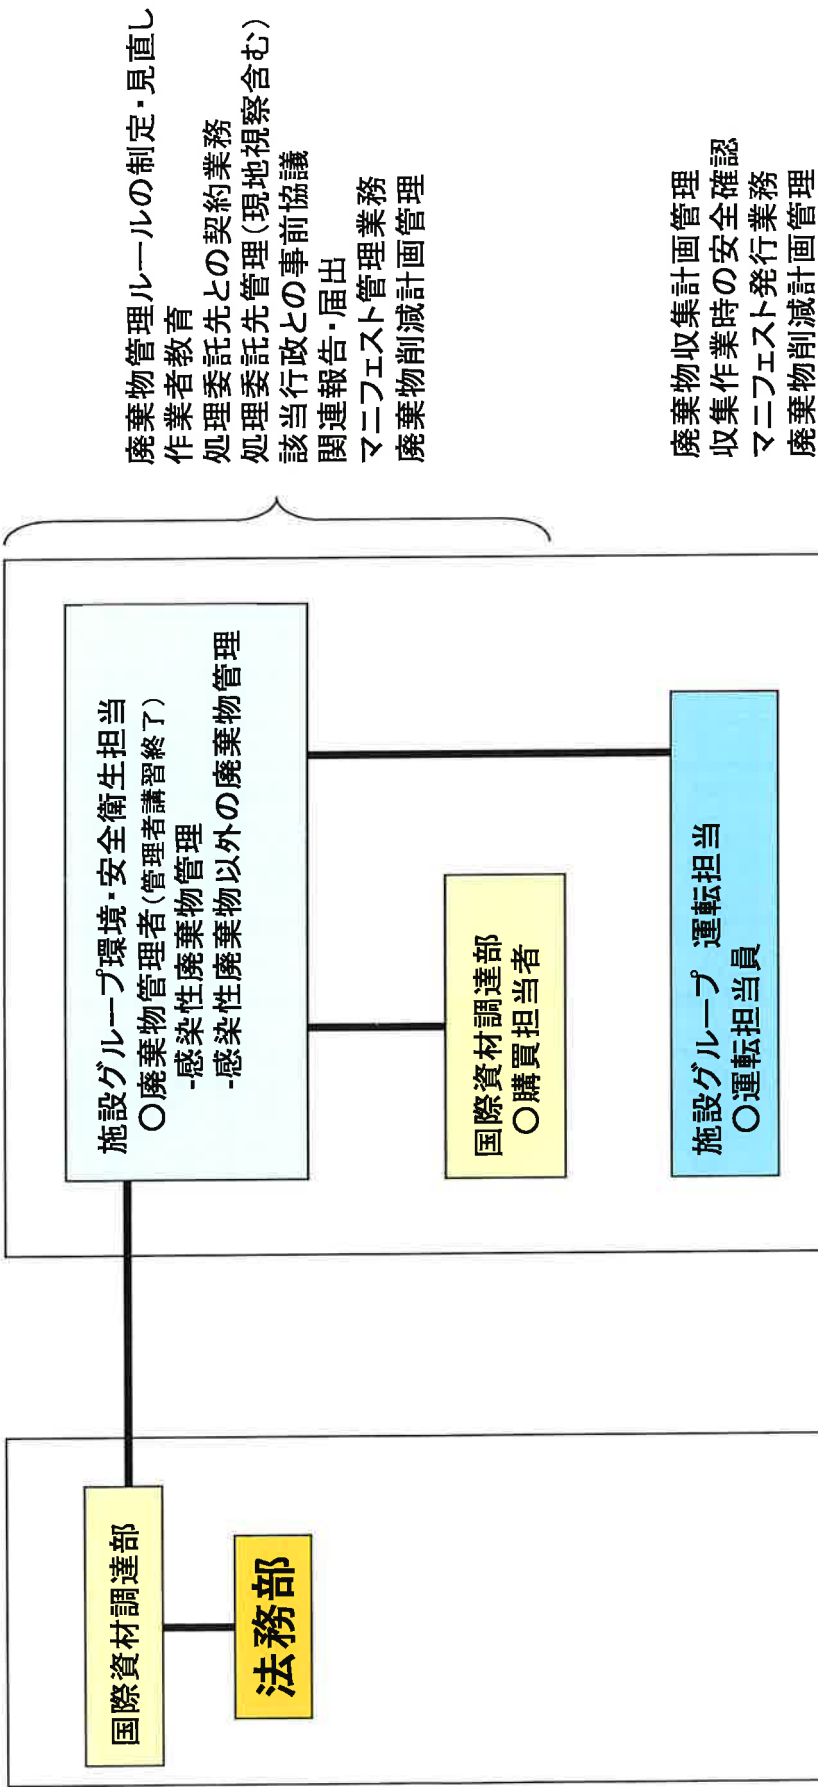 国際資材調達部
法務部
施設グループ環境・安全衛生担当
○廃棄物管理者(管理者講習終了)
-感染性廃棄物管理
-感染性廃棄物以外の廃棄物管理
国際資材調達部
○購買担当者
施設グループ 運転担当
○運転担当員
廃棄物管理ルールの制定・見直し
作業者教育
処理委託先との契約業務
処理委託先管理(現地視察含む)
該当行政との事前協議
関連報告・届出
マニフェスト管理業務
廃棄物削減計画管理
廃棄物収集計画管理
収集作業時の安全確認
マニフェスト発行業務
廃棄物削減計画管理